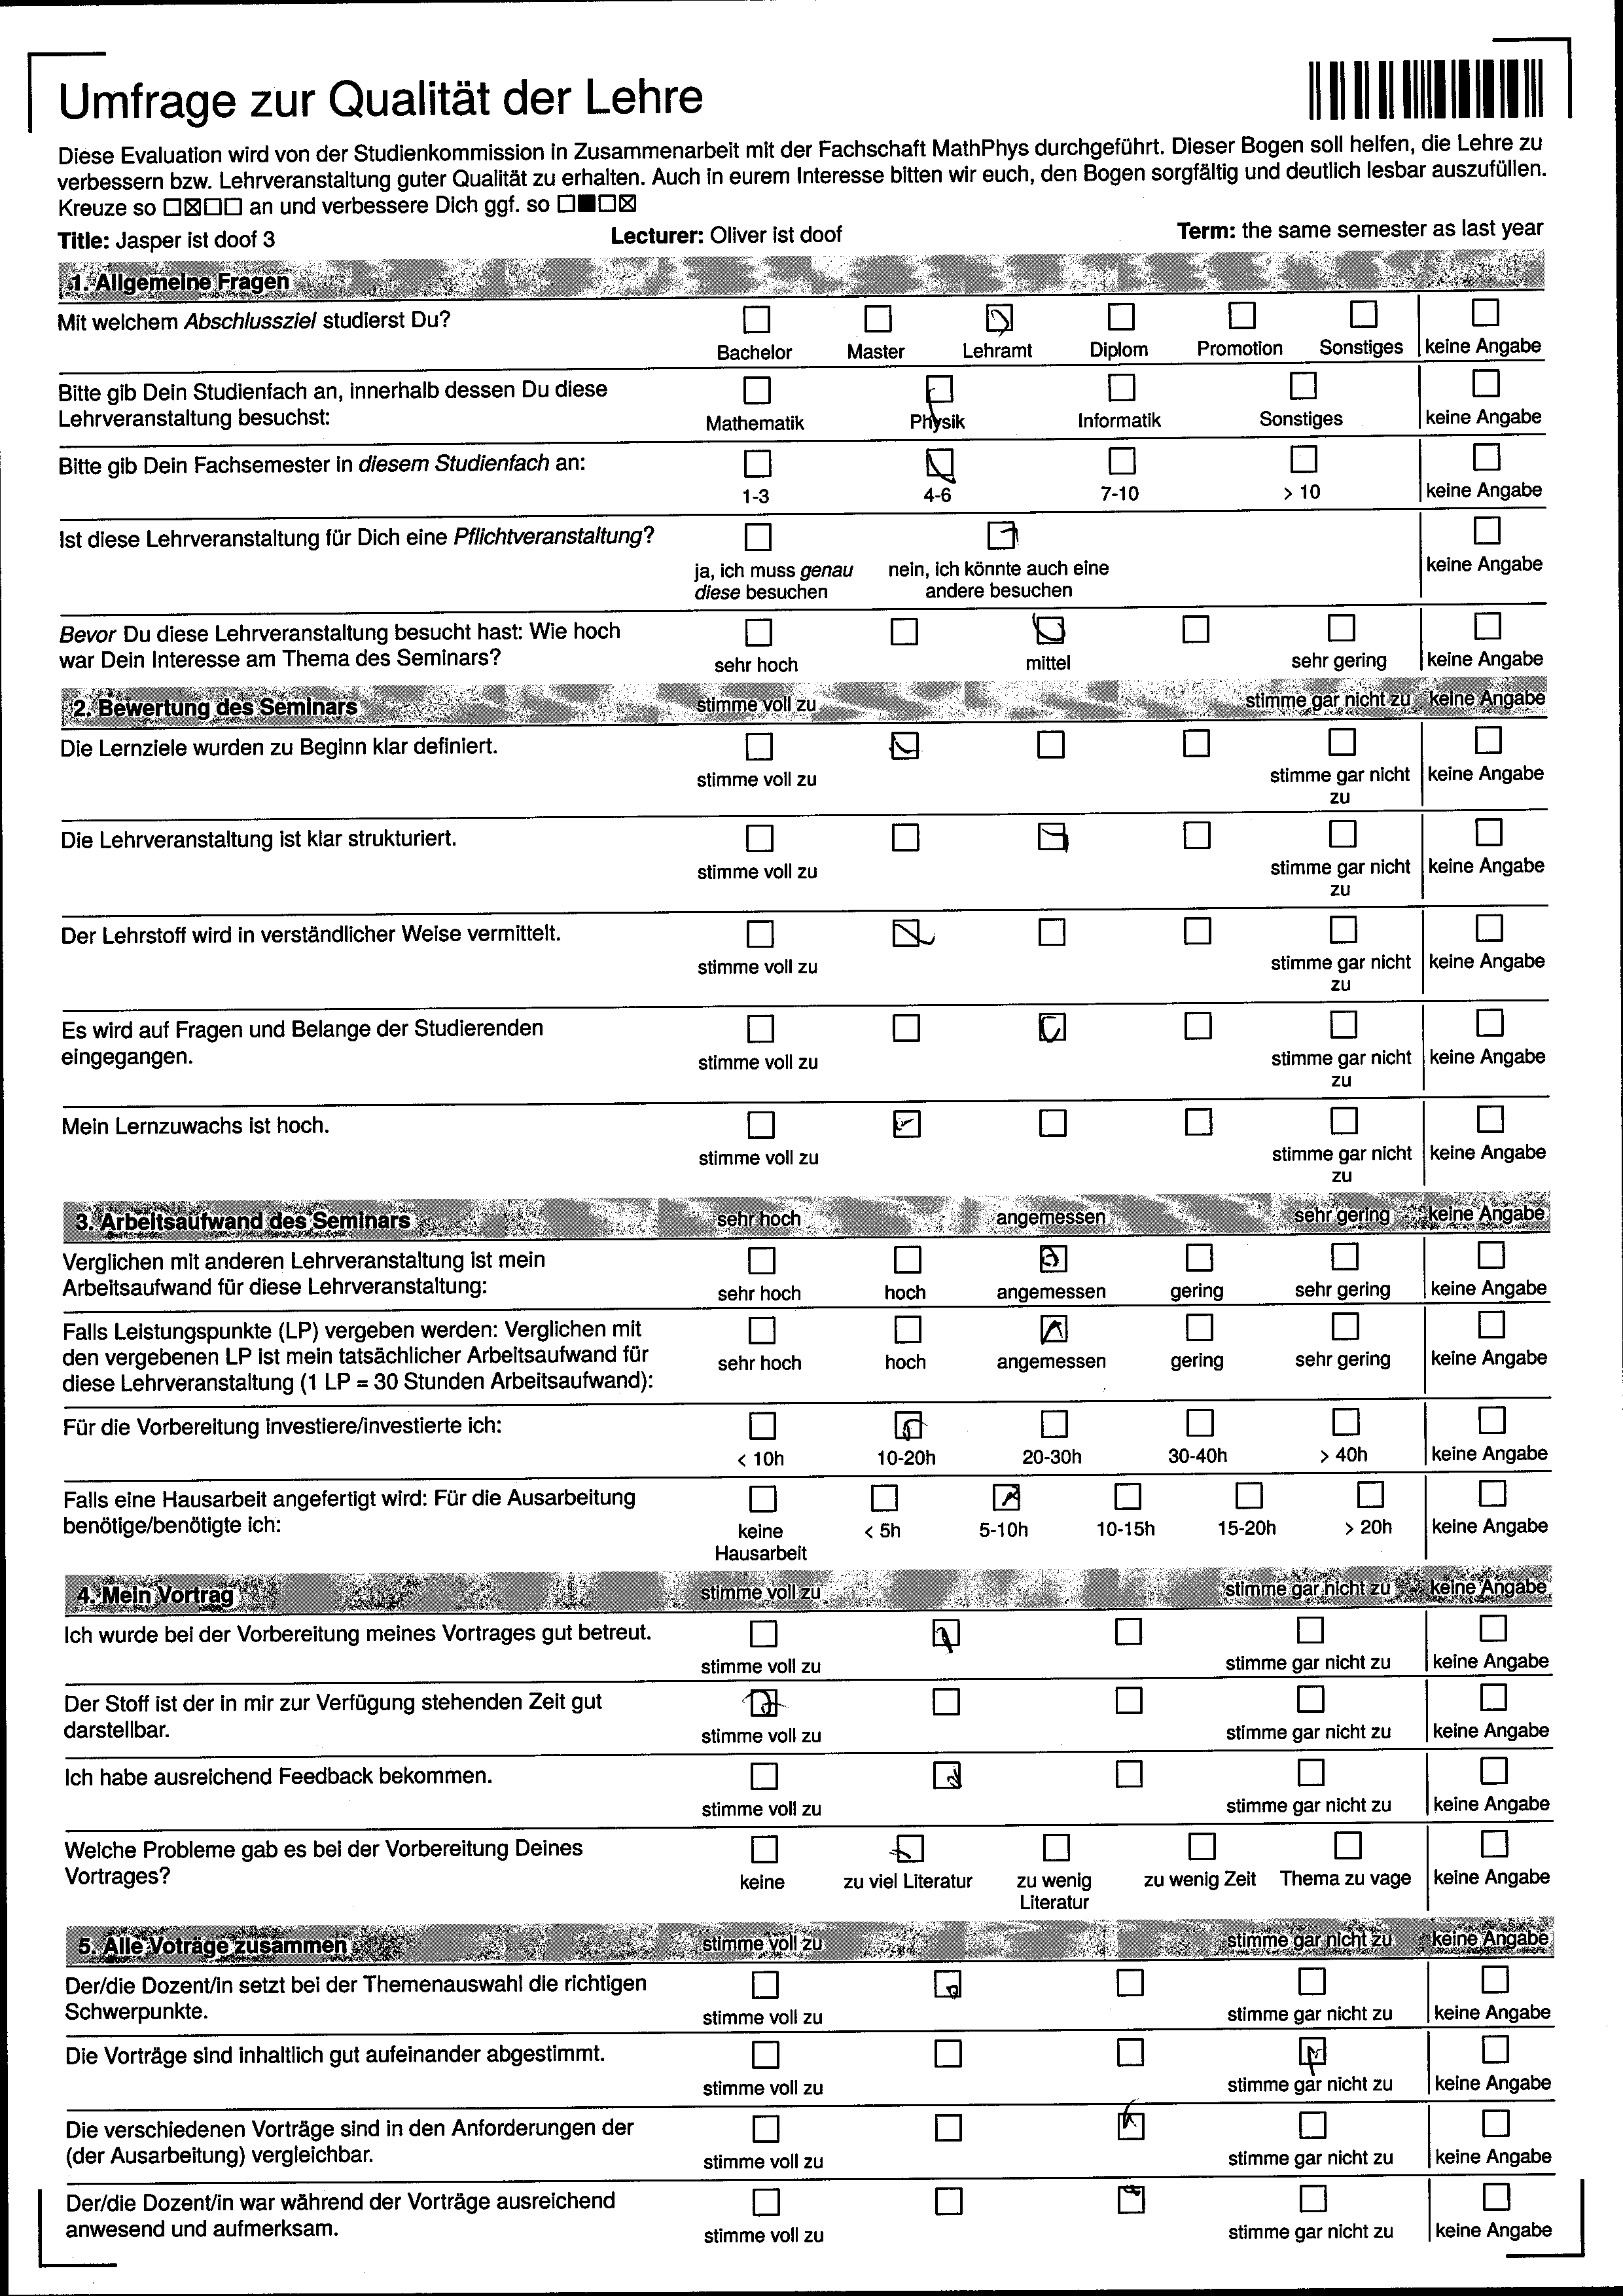 Umfrage zur Qualität der Lehre
Diese Evaluation wird von der Studienkommission in Zusammenarbeit mit der Fachschaft MathPhys durchgeführt. Dieser Bogen soll helfen, die Lehre zu
verbessern bzw. Lehrveranstaltung guter Qualität zu erhalten. Auch in eurem Interesse bitten wir euch, den Bogen sorgfältig und deutlich lesbar auszufüllen.
Kreuze so ☐☒☐☐ an und verbessere Dich ggf. so ☐■☐☒
Title: Jasper ist doof 3 Lecturer: Oliver ist doof Term: the same semester as last year
1. Allgemeine Fragen
Mit welchem Abschlussziel studierst Du?
Bachelor Master Lehramt Diplom Promotion Sonstiges keine Angabe
Bitte gib Dein Studienfach an, innerhalb dessen Du diese
Lehrveranstaltung besuchst:
Mathematik Physik Informatik Sonstiges keine Angabe
Bitte gib Dein Fachsemester in diesem Studienfach an:
1-3 4-6 7-10 > 10 keine Angabe
Ist diese Lehrveranstaltung für Dich eine Pflichtveranstaltung?
ja, ich muss genau nein, ich könnte auch eine keine Angabe
diese besuchen andere besuchen
Bevor Du diese Lehrveranstaltung besucht hast: Wie hoch
war Dein Interesse am Thema des Seminars?
sehr hoch mittel sehr gering keine Angabe
2. Bewertung des Seminars stimme voll zu stimme gar nicht zu keine Angabe
Die Lernziele wurden zu Beginn klar definiert.
stimme voll zu stimme gar nicht keine Angabe
zu
Die Lehrveranstaltung ist klar strukturiert.
stimme voll zu stimme gar nicht keine Angabe
zu
Der Lehrstoff wird in verständlicher Weise vermittelt.
stimme voll zu stimme gar nicht keine Angabe
zu
Es wird auf Fragen und Belange der Studierenden
eingegangen.
stimme voll zu stimme gar nicht keine Angabe
zu
Mein Lernzuwachs ist hoch.
stimme voll zu stimme gar nicht keine Angabe
zu
3. Arbeitsaufwand des Seminars sehr hoch angemessen sehr gering keine Angabe
Verglichen mit anderen Lehrveranstaltung ist mein
Arbeitsaufwand für diese Lehrveranstaltung:
sehr hoch hoch angemessen gering sehr gering keine Angabe
Falls Leistungspunkte (LP) vergeben werden: Verglichen mit
den vergebenen LP ist mein tatsächlicher Arbeitsaufwand für
diese Lehrveranstaltung (1 LP = 30 Stunden Arbeitsaufwand):
sehr hoch hoch angemessen gering sehr gering keine Angabe
Für die Vorbereitung investiere/investierte ich:
< 10h 10-20h 20-30h 30-40h > 40h keine Angabe
Falls eine Hausarbeit angefertigt wird: Für die Ausarbeitung
benötige/benötigte ich:
keine < 5h 5-10h 10-15h 15-20h > 20h keine Angabe
Hausarbeit
4. Mein Vortrag stimme voll zu stimme gar nicht zu keine Angabe
Ich wurde bei der Vorbereitung meines Vortrages gut betreut.
stimme voll zu stimme gar nicht zu keine Angabe
Der Stoff ist der in mir zur Verfügung stehenden Zeit gut
darstellbar.
stimme voll zu stimme gar nicht zu keine Angabe
Ich habe ausreichend Feedback bekommen.
stimme voll zu stimme gar nicht zu keine Angabe
Welche Probleme gab es bei der Vorbereitung Deines
Vortrages?
keine zu viel Literatur zu wenig zu wenig Zeit Thema zu vage keine Angabe
Literatur
5. Alle Voträge zusammen stimme voll zu stimme gar nicht zu keine Angabe
Der/die Dozent/in setzt bei der Themenauswahl die richtigen
Schwerpunkte.
stimme voll zu stimme gar nicht zu keine Angabe
Die Vorträge sind inhaltlich gut aufeinander abgestimmt.
stimme voll zu stimme gar nicht zu keine Angabe
Die verschiedenen Vorträge sind in den Anforderungen der
(der Ausarbeitung) vergleichbar.
stimme voll zu stimme gar nicht zu keine Angabe
Der/die Dozent/in war während der Vorträge ausreichend
anwesend und aufmerksam.
stimme voll zu stimme gar nicht zu keine Angabe